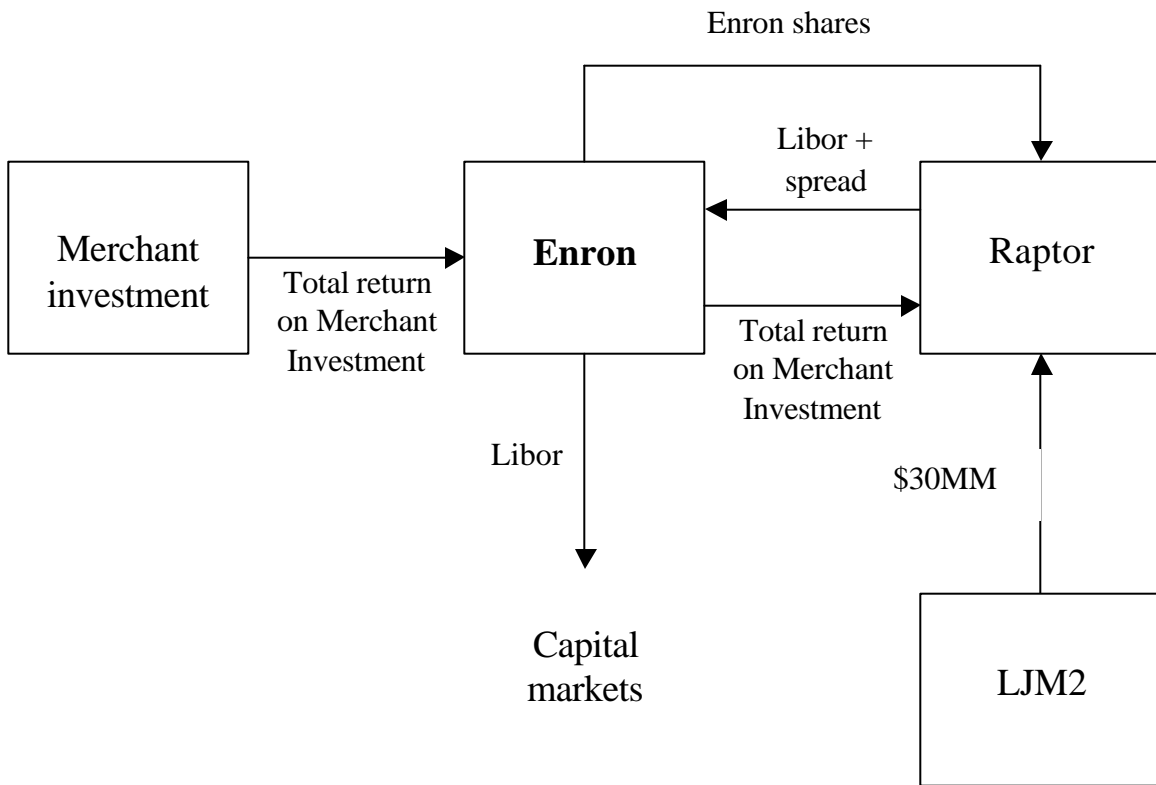 Enron shares
Libor +
spread
Merchant
investment
Total return
on Merchant
Investment
Enron
Total return
on Merchant
Investment
Raptor
Libor
$30MM
Capital
markets
LJM2